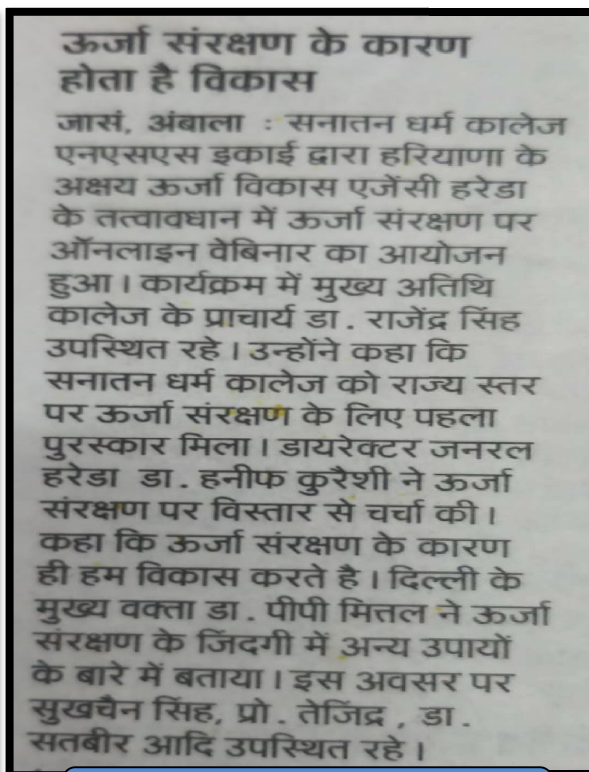 ऊर्जा संरक्षण के कारण
होता है विकास
जासं, अंबाला : सनातन धर्म कालेज
एनएसएस इकाई द्वारा हरियाणा के
अक्षय ऊर्जा विकास एजेंसी हरेडा
के तत्वावधान में ऊर्जा संरक्षण पर
ऑनलाइन वेबिनार का आयोजन
हुआ। कार्यक्रम में मुख्य अतिथि
कालेज के प्राचार्य डा. राजेंद्र सिंह
उपस्थित रहे। उन्होंने कहा कि
सनातन धर्म कालेज को राज्य स्तर
पर ऊर्जा संरक्षण के लिए पहला
पुरस्कार मिला। डायरेक्टर जनरल
हरेडा डा. हनीफ कुरैशी ने ऊर्जा
संरक्षण पर विस्तार से चर्चा की।
कहा कि ऊर्जा संरक्षण के कारण
ही हम विकास करते है। दिल्ली के
मुख्य वक्ता डा. पीपी मित्तल ने ऊर्जा
संरक्षण के जिंदगी में अन्य उपायों
के बारे में बताया। इस अवसर पर
सुखचैन सिंह, प्रो. तेजिंद्र, डा.
सतबीर आदि उपस्थित रहे।